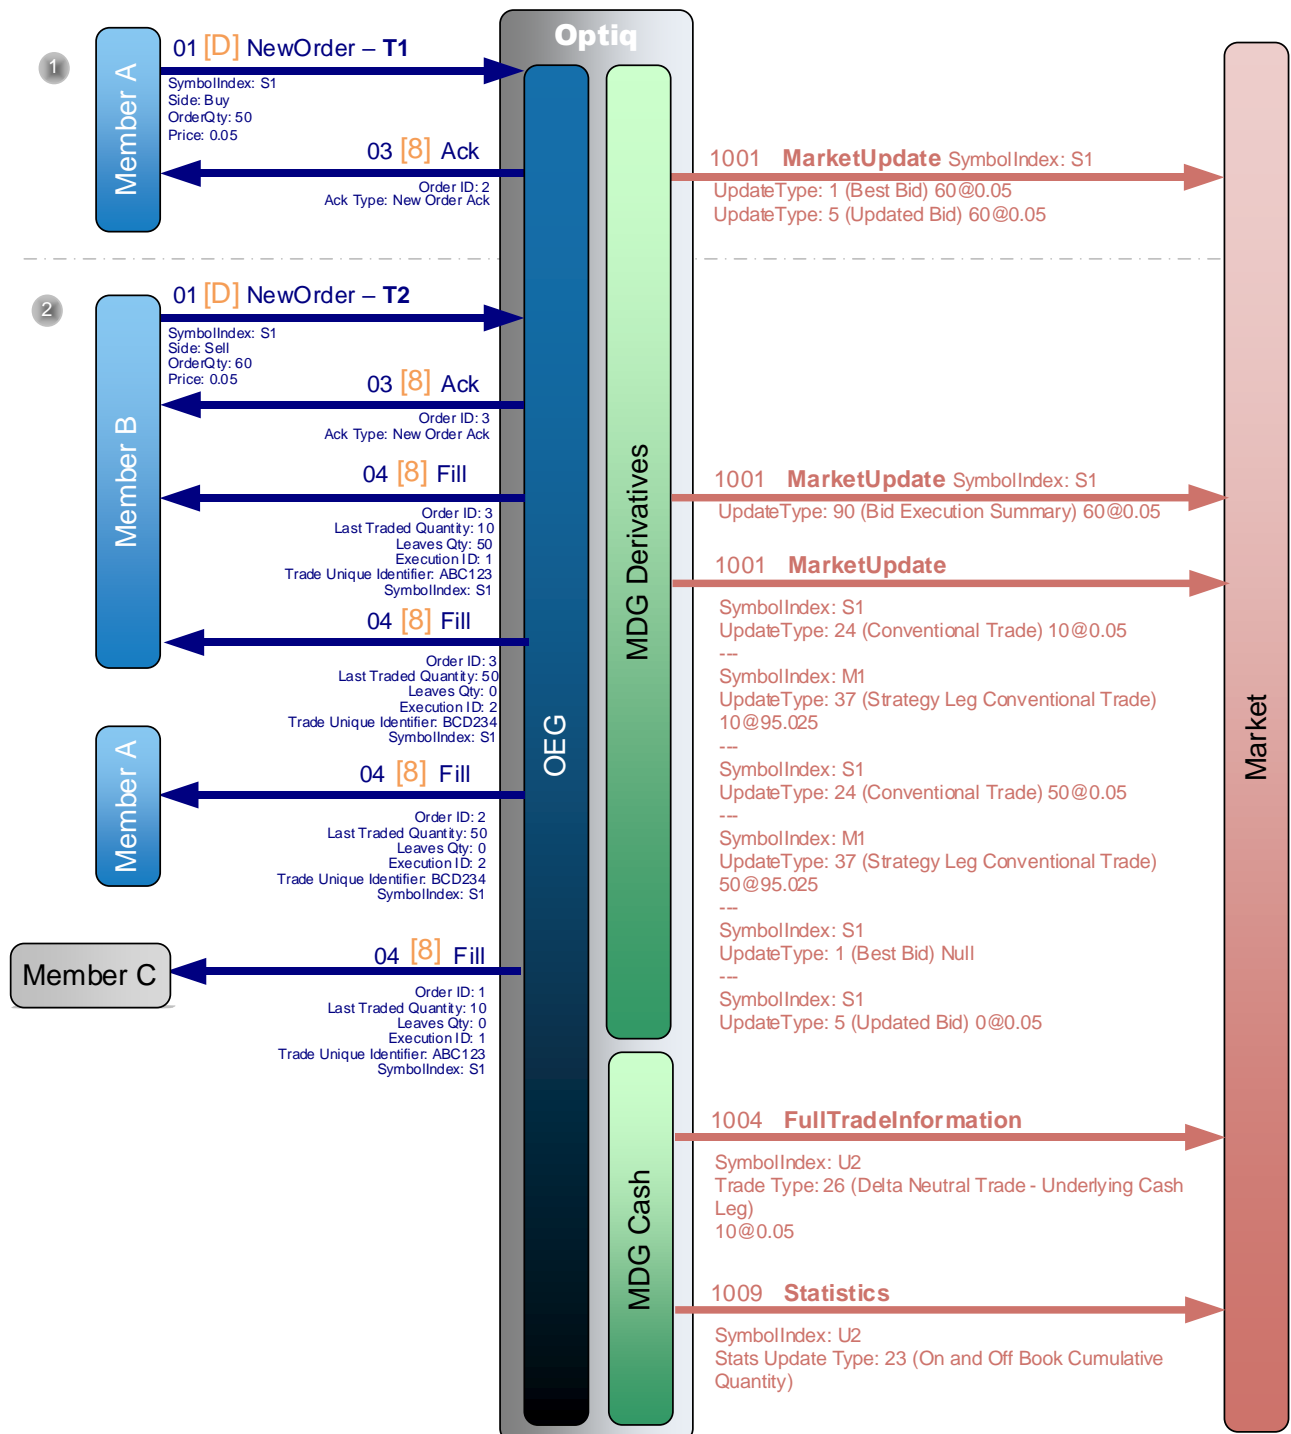 Optiq
1
Member A
01 [D] NewOrder – T1
SymbolIndex: S1
Side: Buy
OrderQty: 50
Price: 0.05
03 [8] Ack
Order ID: 2
Ack Type: New Order Ack
1001 MarketUpdate SymbolIndex: S1
UpdateType: 1 (Best Bid) 60@0.05
UpdateType: 5 (Updated Bid) 60@0.05
2
Member B
01 [D] NewOrder – T2
SymbolIndex: S1
Side: Sell
OrderQty: 60
Price: 0.05
03 [8] Ack
Order ID: 3
Ack Type: New Order Ack
04 [8] Fill
Order ID: 3
Last Traded Quantity: 10
Leaves Qty: 50
Execution ID: 1
Trade Unique Identifier: ABC123
SymbolIndex: S1
04 [8] Fill
Order ID: 3
Last Traded Quantity: 50
Leaves Qty: 0
Execution ID: 2
Trade Unique Identifier: BCD234
SymbolIndex: S1
Member A
04 [8] Fill
Order ID: 2
Last Traded Quantity: 50
Leaves Qty: 0
Execution ID: 2
Trade Unique Identifier: BCD234
SymbolIndex: S1
Member C
04 [8] Fill
Order ID: 1
Last Traded Quantity: 10
Leaves Qty: 0
Execution ID: 1
Trade Unique Identifier: ABC123
SymbolIndex: S1
OEG
MDG Derivatives
MDG Cash
1001 MarketUpdate SymbolIndex: S1
UpdateType: 90 (Bid Execution Summary) 60@0.05
1001 MarketUpdate
SymbolIndex: S1
UpdateType: 24 (Conventional Trade) 10@0.05
---
SymbolIndex: M1
UpdateType: 37 (Strategy Leg Conventional Trade)
10@95.025
---
SymbolIndex: S1
UpdateType: 24 (Conventional Trade) 50@0.05
---
SymbolIndex: M1
UpdateType: 37 (Strategy Leg Conventional Trade)
50@95.025
---
SymbolIndex: S1
UpdateType: 1 (Best Bid) Null
---
SymbolIndex: S1
UpdateType: 5 (Updated Bid) 0@0.05
1004 FullTradeInformation
SymbolIndex: U2
Trade Type: 26 (Delta Neutral Trade - Underlying Cash
Leg)
10@0.05
1009 Statistics
SymbolIndex: U2
Stats Update Type: 23 (On and Off Book Cumulative
Quantity)
Market